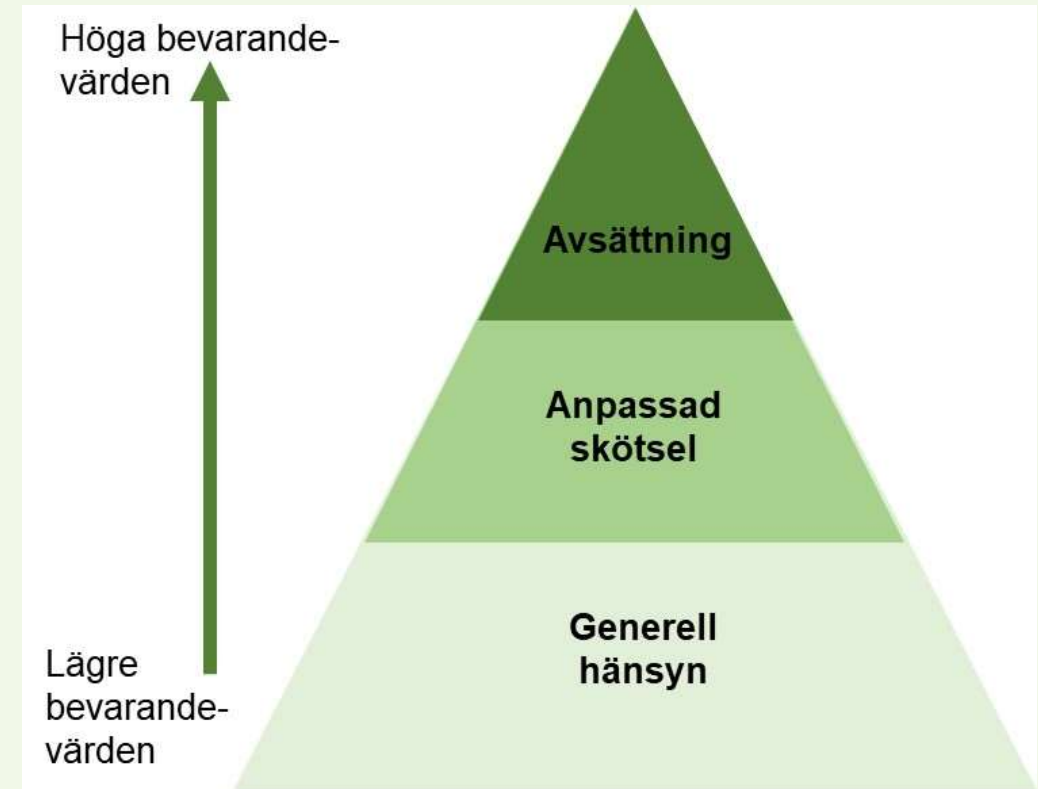 Höga bevarande-
värden
Avsättning
Anpassad
skötsel
Generell
hänsyn
Lägre
bevarande-
värden